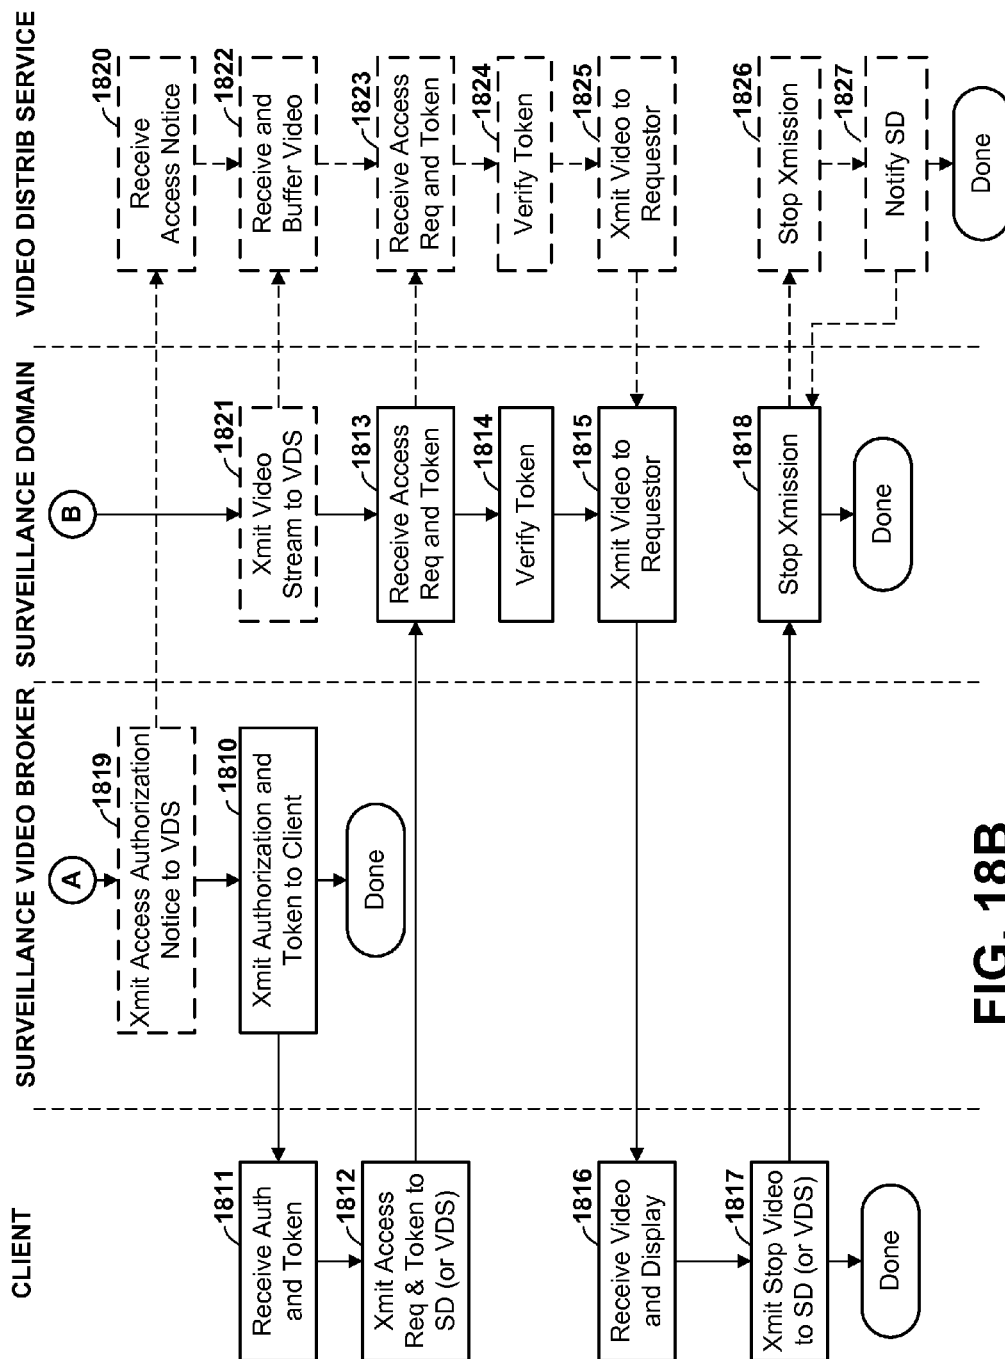 CLIENT
SURVEILLANCE VIDEO BROKER
SURVEILLANCE DOMAIN
VIDEO DISTRIB SERVICE
A
B
1819
Xmit Access Authorization
Notice to VDS
1820
Receive
Access Notice
1811
Receive Auth
and Token
1810
Xmit Authorization and
Token to Client
1821
Xmit Video
Stream to VDS
1822
Receive and
Buffer Video
1812
Xmit Access
Req & Token to
SD (or VDS)
Done
1813
Receive Access
Req and Token
1823
Receive Access
Req and Token
1814
Verify Token
1824
Verify Token
1816
Receive Video
and Display
1815
Xmit Video to
Requestor
1825
Xmit Video to
Requestor
1817
Xmit Stop Video
to SD (or VDS)
1818
Stop Xmission
1826
Stop Xmission
1827
Notify SD
Done
Done
Done
FIG. 18B